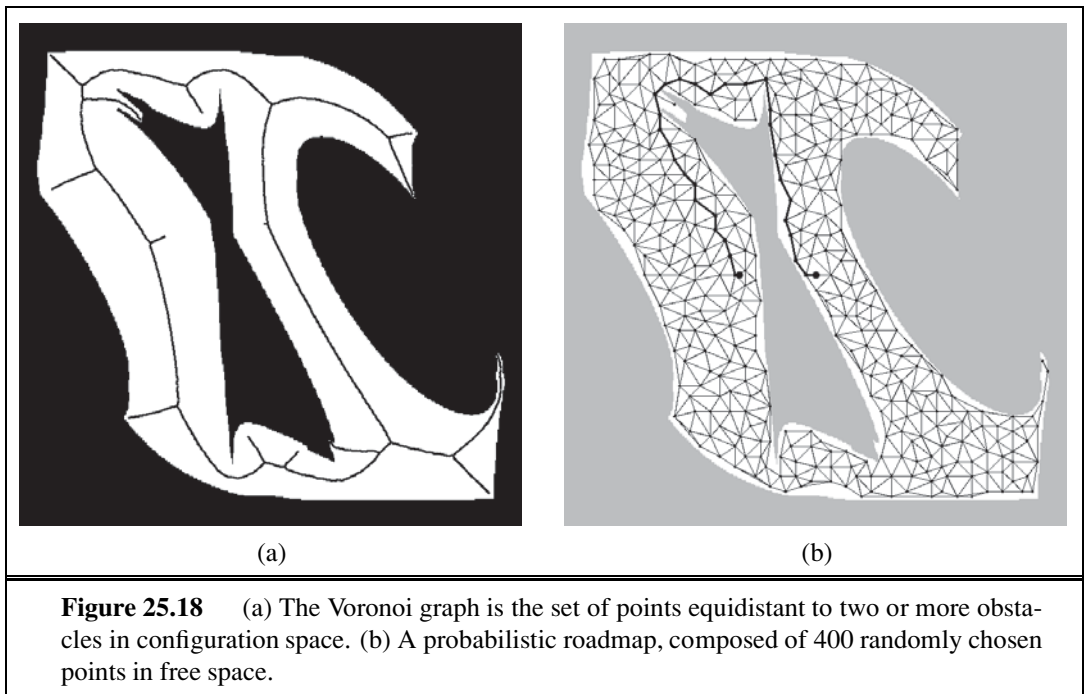 (a)
(b)
Figure 25.18 (a) The Voronoi graph is the set of points equidistant to two or more obsta-
cles in configuration space. (b) A probabilistic roadmap, composed of 400 randomly chosen
points in free space.